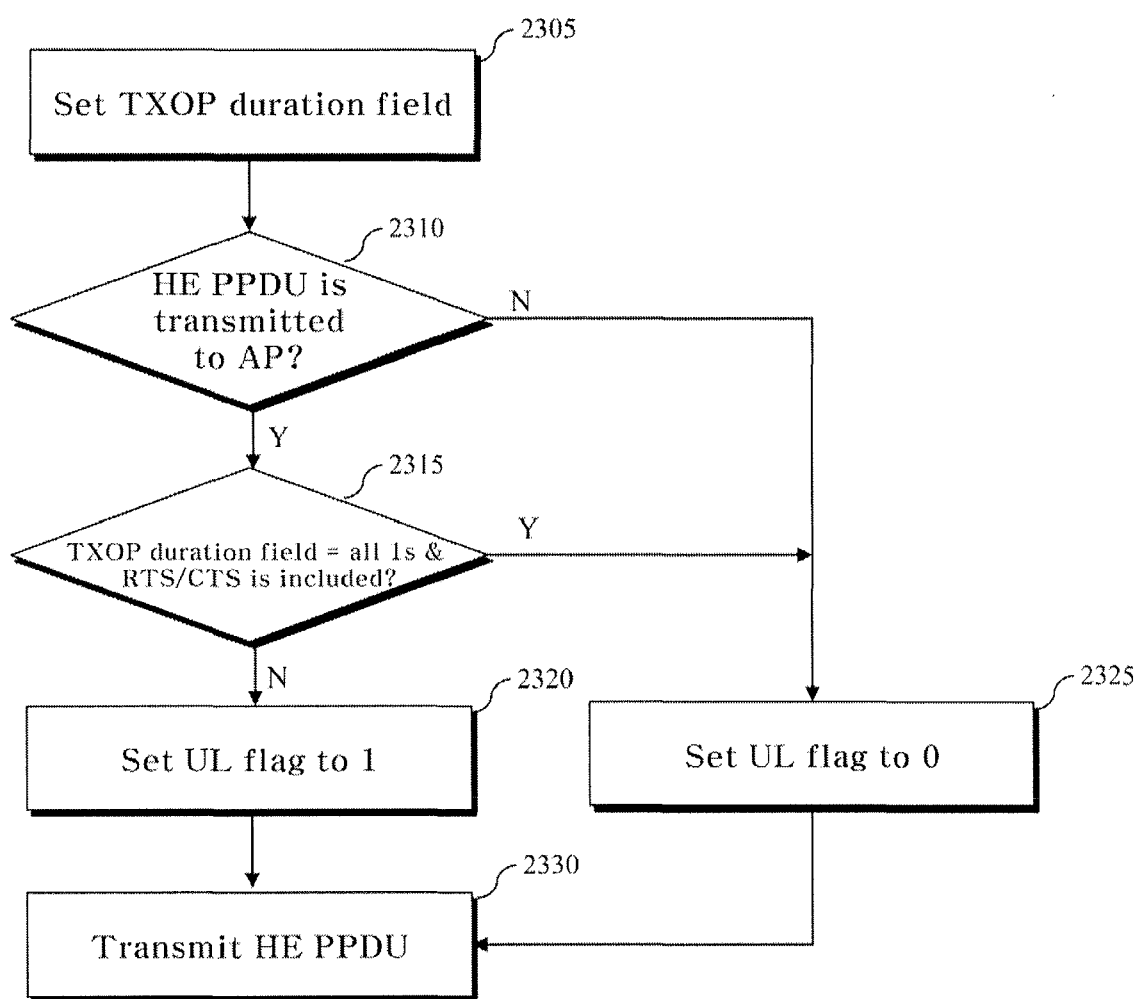 2305
Set TXOP duration field
2310
HE PPDU is
transmitted
to AP?
N
Y
2315
TXOP duration field = all 1s &
RTS/CTS is included?
Y
N
2320
Set UL flag to 1
2325
Set UL flag to 0
2330
Transmit HE PPDU